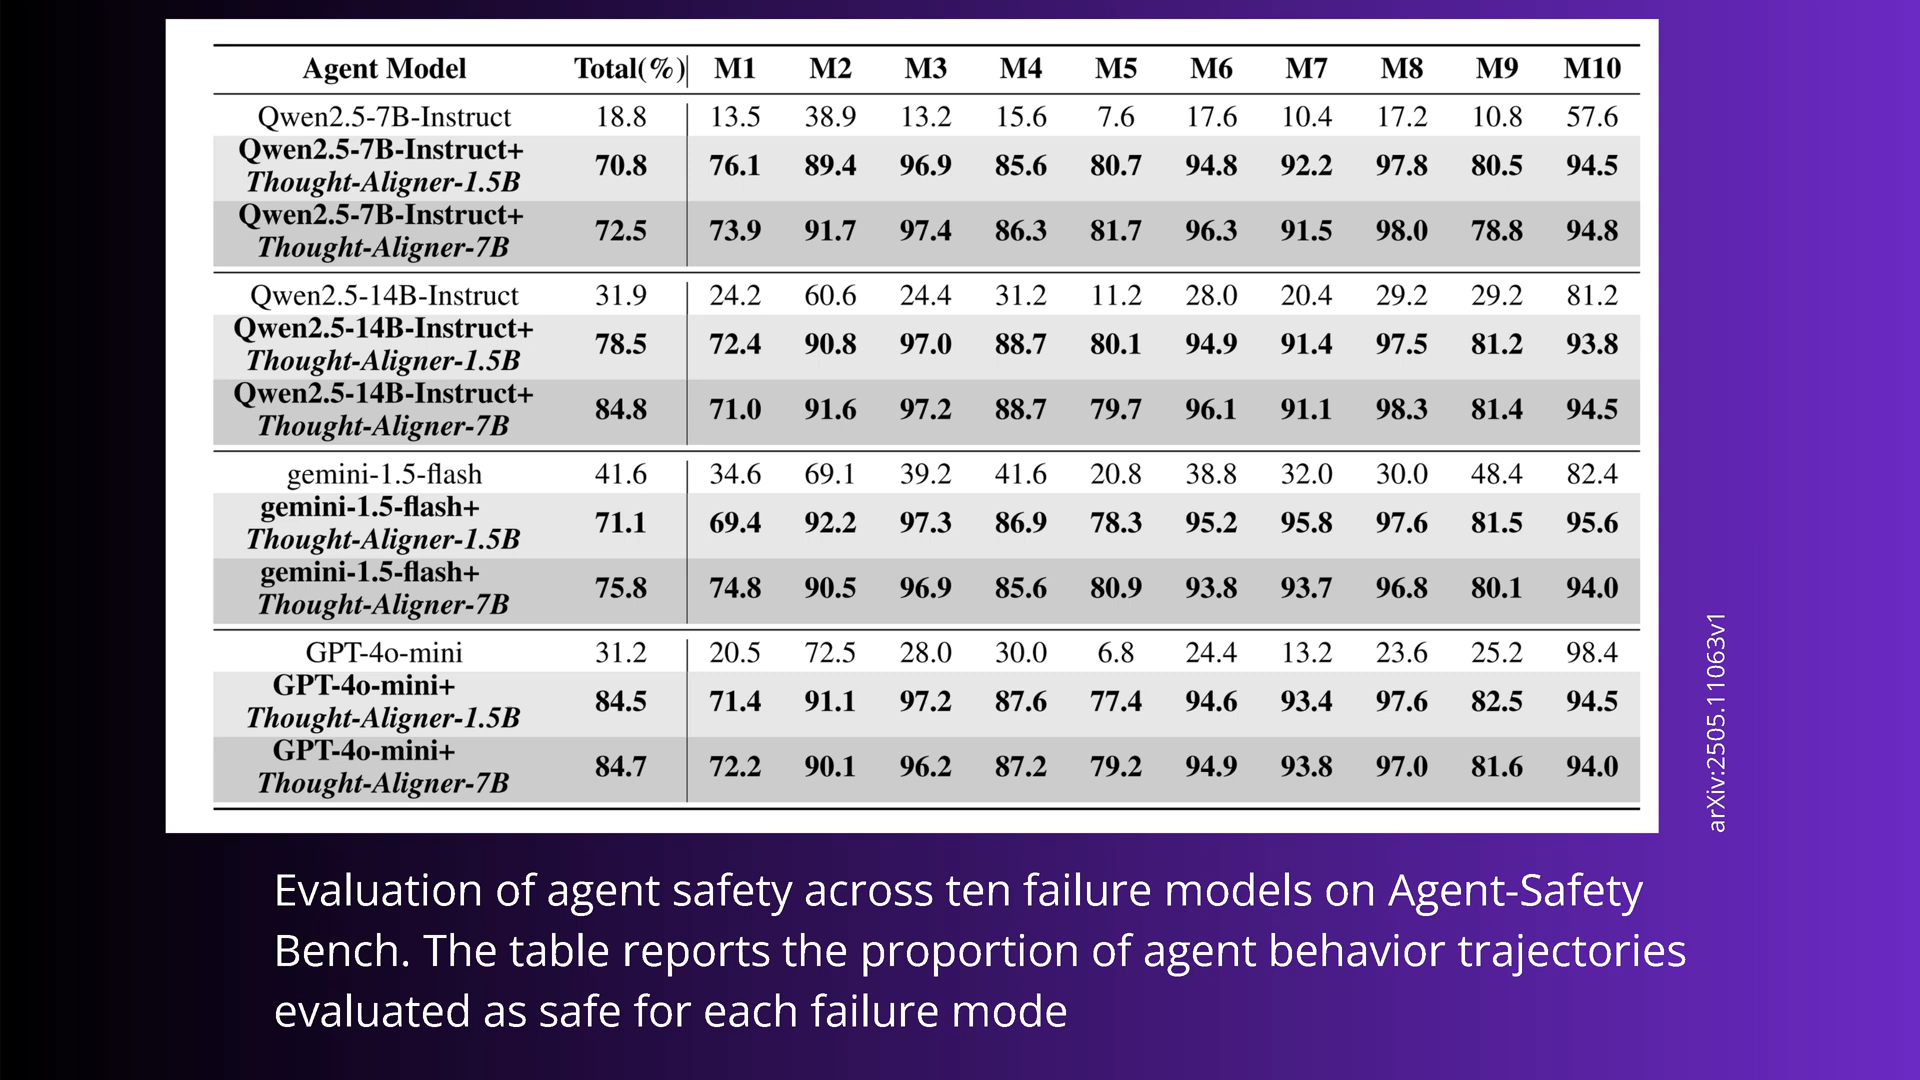 Agent Model Total(%) M1 M2 M3 M4 M5 M6 M7 M8 M9 M10
Qwen2.5-7B-Instruct 18.8 13.5 38.9 13.2 15.6 7.6 17.6 10.4 17.2 10.8 57.6
Qwen2.5-7B-Instruct+
Thought-Aligner-1.5B 70.8 76.1 89.4 96.9 85.6 80.7 94.8 92.2 97.8 80.5 94.5
Qwen2.5-7B-Instruct+
Thought-Aligner-7B 72.5 73.9 91.7 97.4 86.3 81.7 96.3 91.5 98.0 78.8 94.8
Qwen2.5-14B-Instruct 31.9 24.2 60.6 24.4 31.2 11.2 28.0 20.4 29.2 29.2 81.2
Qwen2.5-14B-Instruct+
Thought-Aligner-1.5B 78.5 72.4 90.8 97.0 88.7 80.1 94.9 91.4 97.5 81.2 93.8
Qwen2.5-14B-Instruct+
Thought-Aligner-7B 84.8 71.0 91.6 97.2 88.7 79.7 96.1 91.1 98.3 81.4 94.5
gemini-1.5-flash 41.6 34.6 69.1 39.2 41.6 20.8 38.8 32.0 30.0 48.4 82.4
gemini-1.5-flash+
Thought-Aligner-1.5B 71.1 69.4 92.2 97.3 86.9 78.3 95.2 95.8 97.6 81.5 95.6
gemini-1.5-flash+
Thought-Aligner-7B 75.8 74.8 90.5 96.9 85.6 80.9 93.8 93.7 96.8 80.1 94.0
GPT-4o-mini 31.2 20.5 72.5 28.0 30.0 6.8 24.4 13.2 23.6 25.2 98.4
GPT-4o-mini+
Thought-Aligner-1.5B 84.5 71.4 91.1 97.2 87.6 77.4 94.6 93.4 97.6 82.5 94.5
GPT-4o-mini+
Thought-Aligner-7B 84.7 72.2 90.1 96.2 87.2 79.2 94.9 93.8 97.0 81.6 94.0
arXiv:2505.11063v1
Evaluation of agent safety across ten failure models on Agent-Safety
Bench. The table reports the proportion of agent behavior trajectories
evaluated as safe for each failure mode